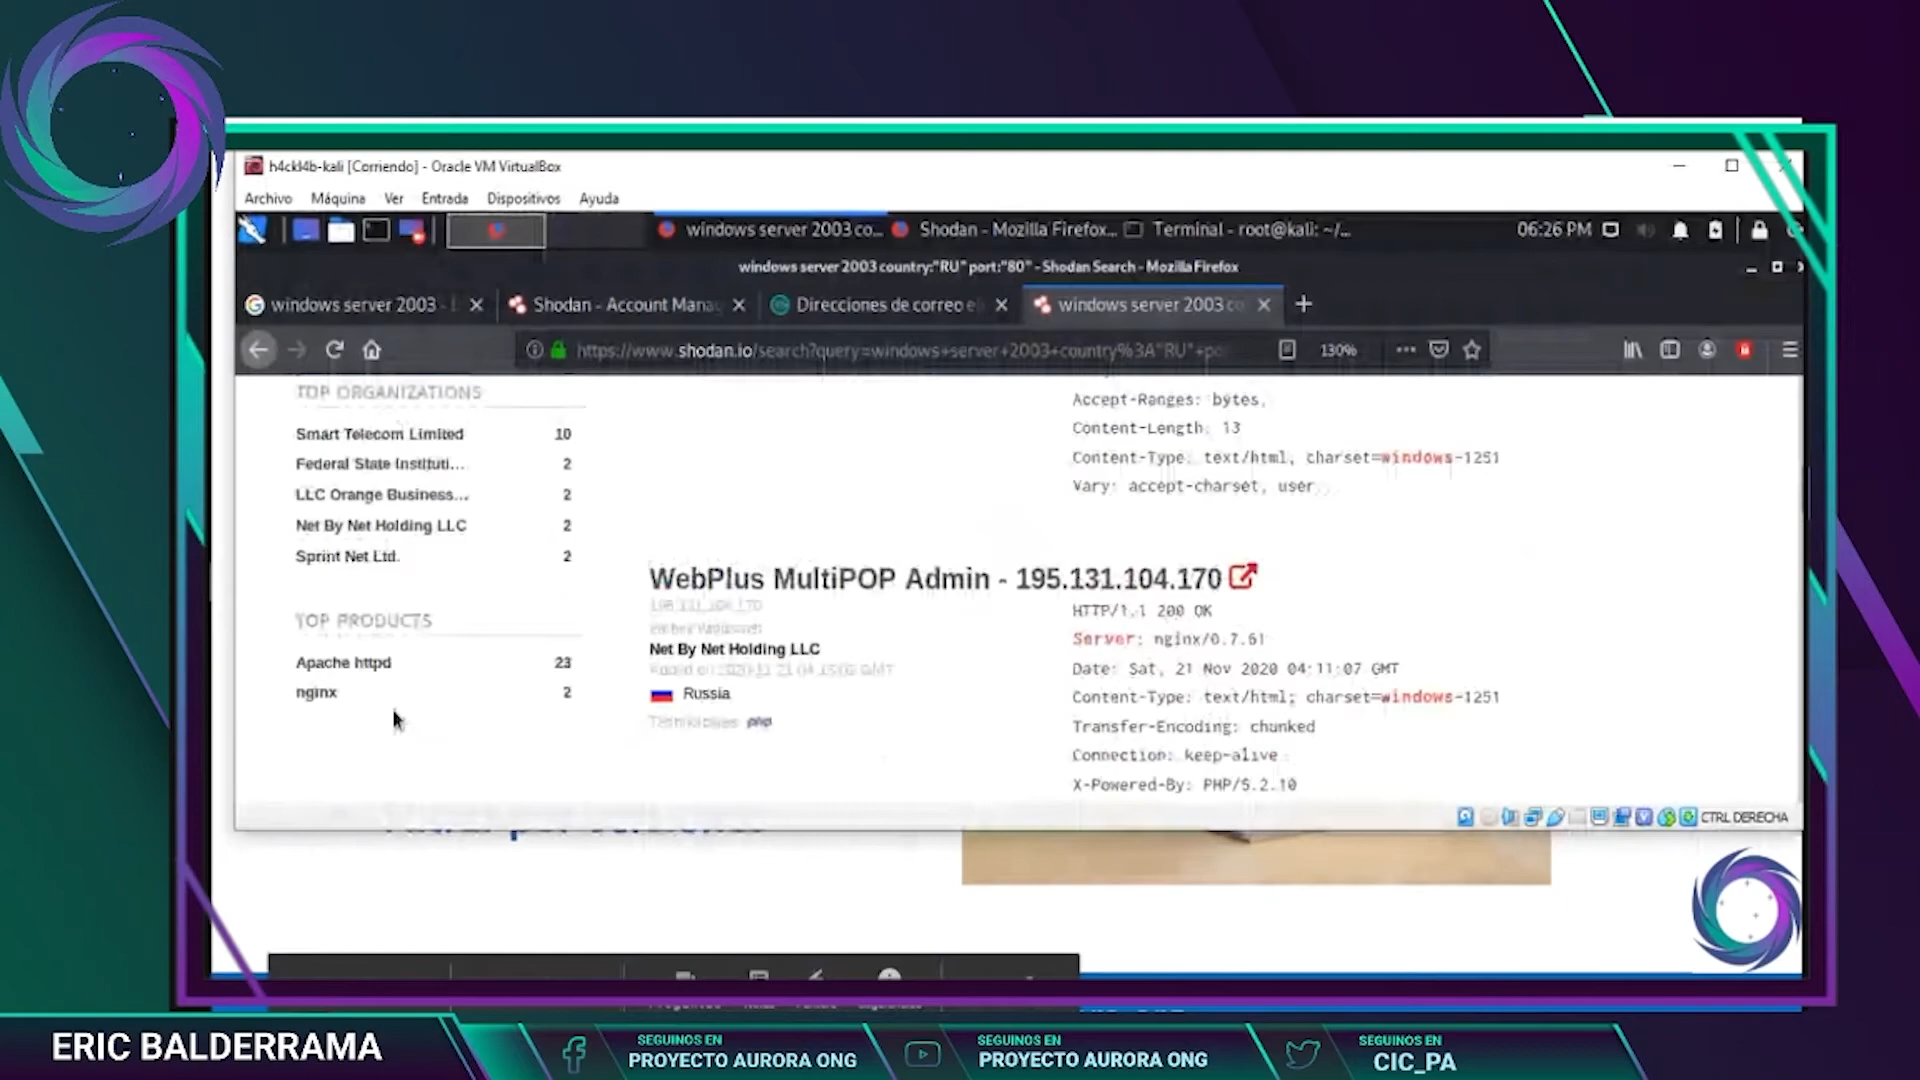 h4ckl4b-kali [Corriendo] - Oracle VM VirtualBox
Archivo Máquina Ver Entrada Dispositivos Ayuda
windows server 2003 co... Shodan - Mozilla Firefox... Terminal - root@kali: ~/... 06:26 PM
windows server 2003 country:"RU" port:"80" - Shodan Search - Mozilla Firefox
windows server 2003 - Shodan - Account Mana Direcciones de correo e windows server 2003 co
https://www.shodan.io/search?query=windows+server+2003+country%3A"RU"+po 130%
TOP ORGANIZATIONS
Smart Telecom Limited 10
Federal State Instituti... 2
LLC Orange Business... 2
Net By Net Holding LLC 2
Sprint Net Ltd. 2
TOP PRODUCTS
Apache httpd 23
nginx 2
Accept-Ranges: bytes,
Content-Length: 13
Content-Type: text/html, charset=windows-1251
Vary: accept-charset, user
WebPlus MultiPOP Admin - 195.131.104.170
195.131.104.170
Net By Net Holding LLC
Russia
php
HTTP/1.1 200 OK
Server: nginx/0.7.61
Date: Sat, 21 Nov 2020 04:11:07 GMT
Content-Type: text/html; charset=windows-1251
Transfer-Encoding: chunked
Connection: keep-alive
X-Powered-By: PHP/5.2.10
CTRL DERECHA
ERIC BALDERRAMA
SEGUINOS EN
PROYECTO AURORA ONG
SEGUINOS EN
PROYECTO AURORA ONG
SEGUINOS EN
CIC_PA